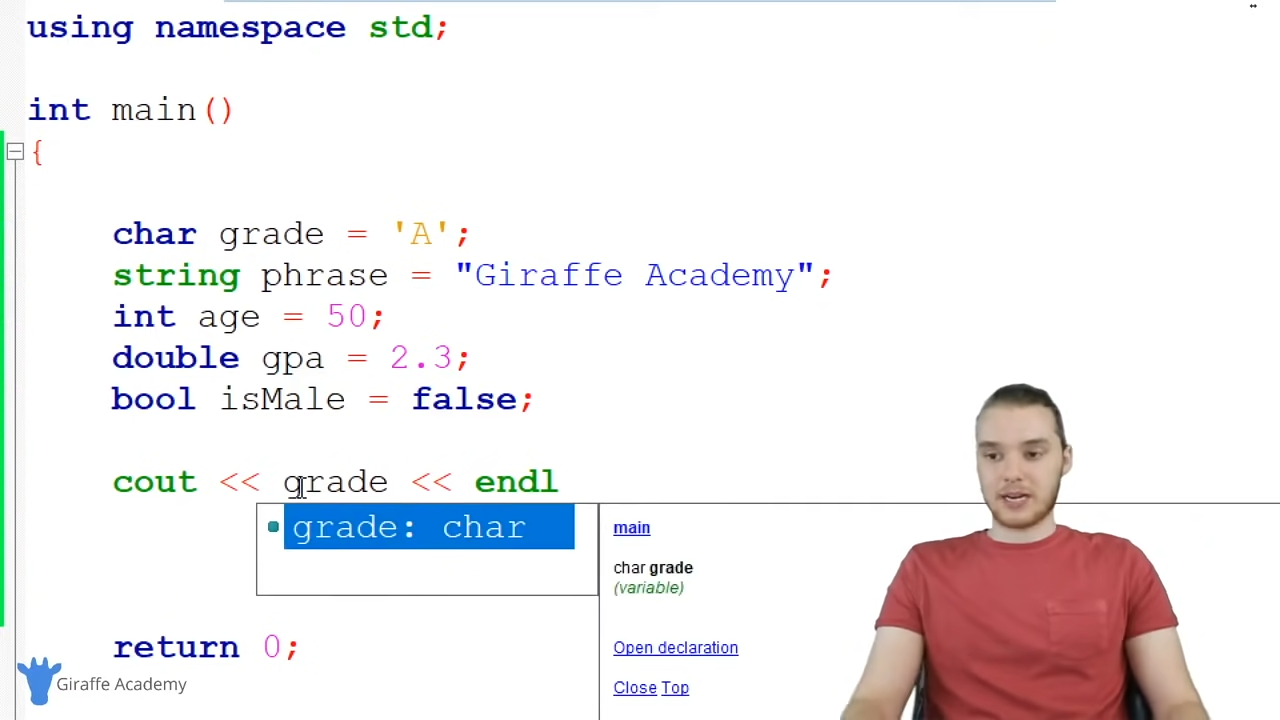 using namespace std;
int main()
{
char grade = 'A';
string phrase = "Giraffe Academy";
int age = 50;
double gpa = 2.3;
bool isMale = false;
cout << grade << endl
grade: char
main
char grade
(variable)
Open declaration
Close Top
return 0;
Giraffe Academy